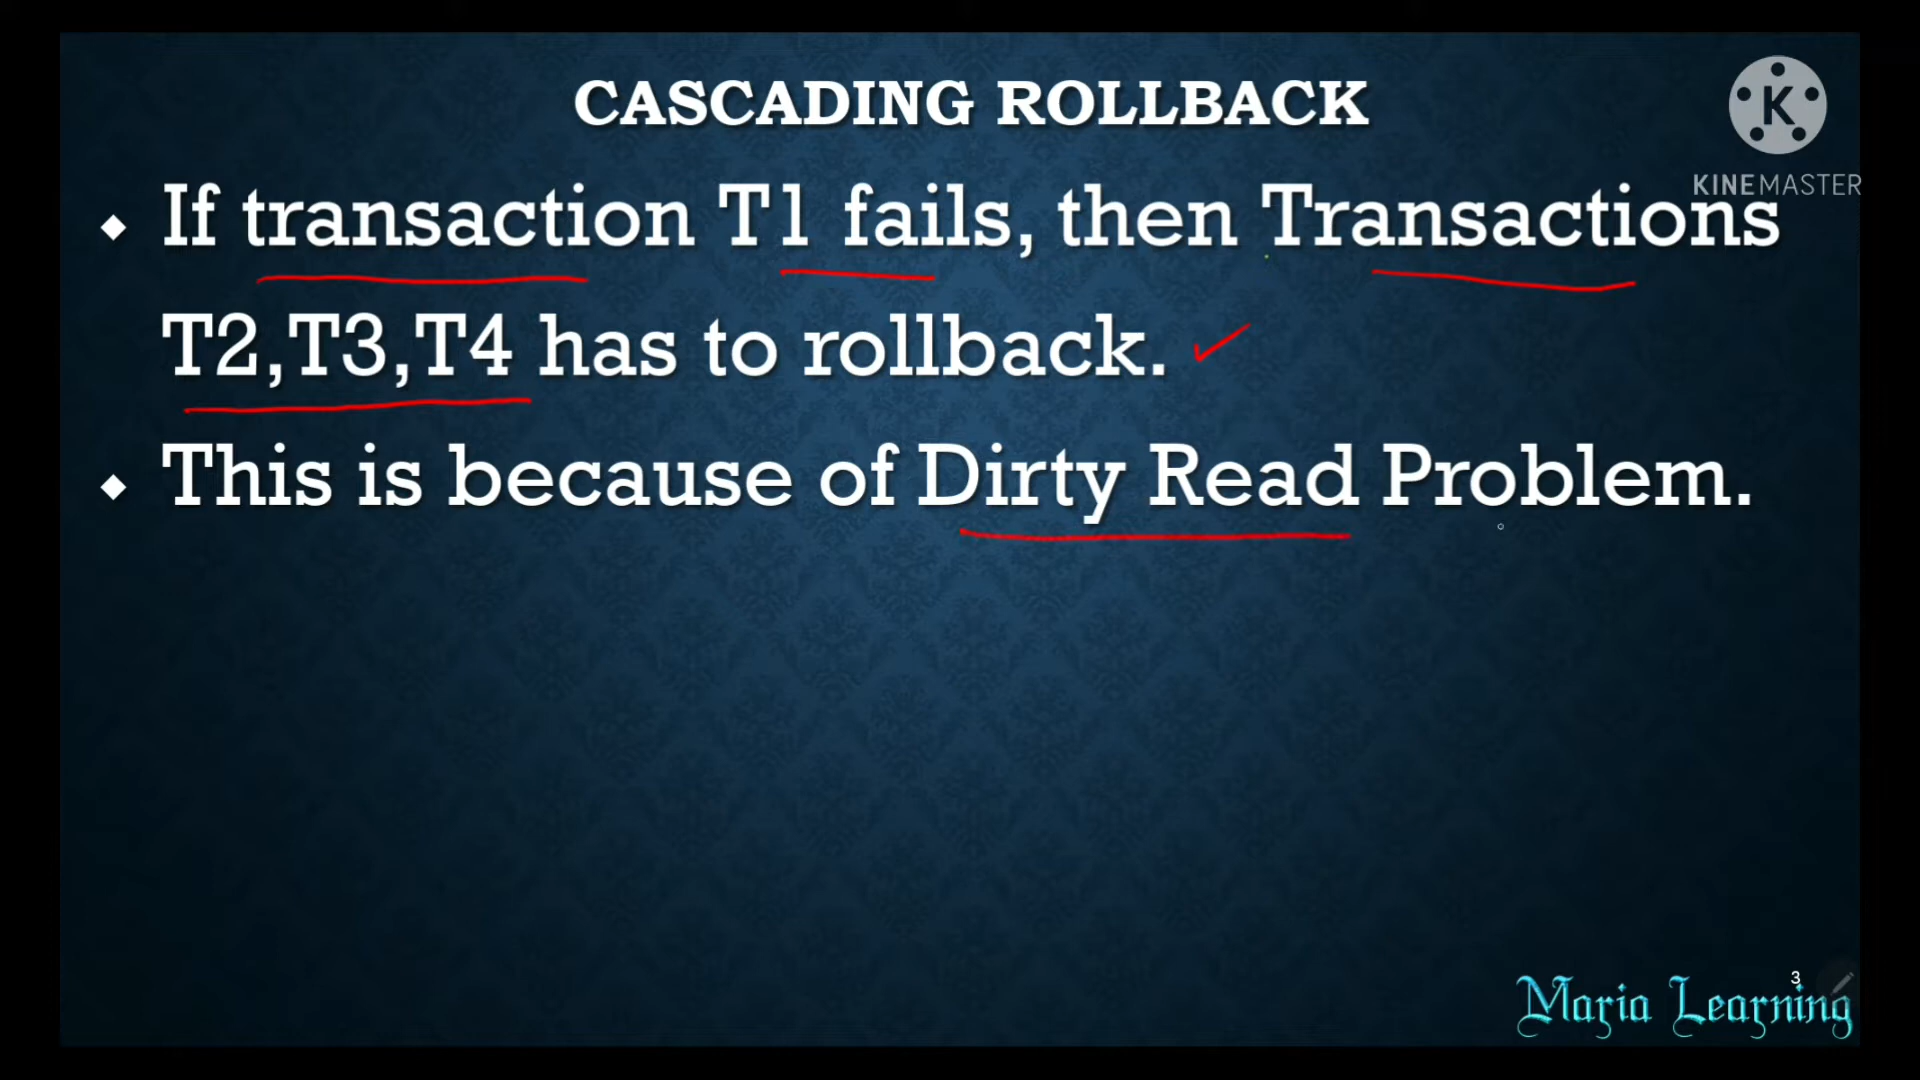 CASCADING ROLLBACK
K
KINEMASTER
If transaction T1 fails, then Transactions
T2,T3,T4 has to rollback.
This is because of Dirty Read Problem.
3
Maria Learning